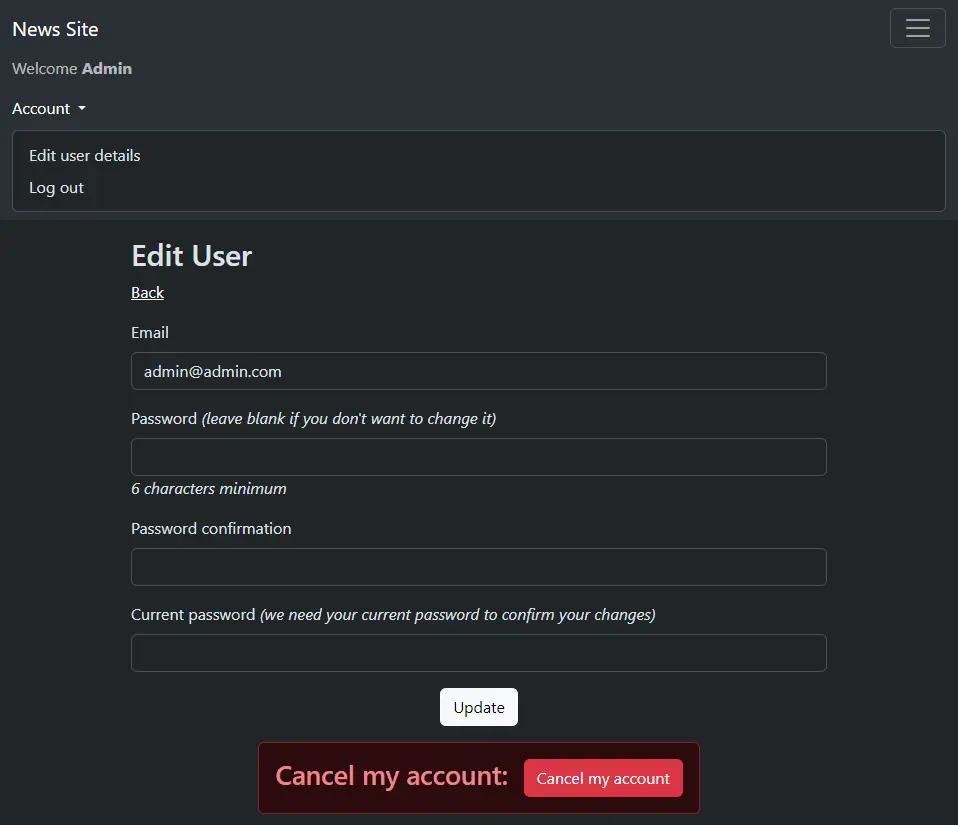 News Site
Welcome Admin
Account
Edit user details
Log out
Edit User
Back
Email
admin@admin.com
Password (leave blank if you don't want to change it)
6 characters minimum
Password confirmation
Current password (we need your current password to confirm your changes)
Update
Cancel my account: Cancel my account